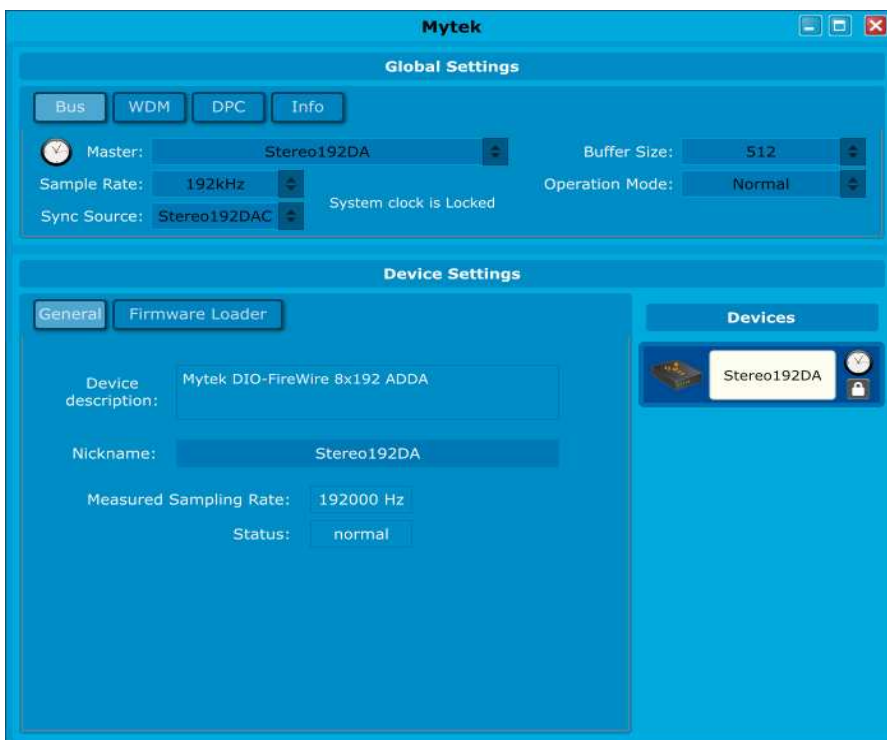 Mytek
Global Settings
Bus WDM DPC Info
Master: Stereo192DA Buffer Size: 512
Sample Rate: 192kHz Operation Mode: Normal
System clock is Locked
Sync Source: Stereo192DAC
Device Settings
General Firmware Loader
Devices
Stereo192DA
Device description: Mytek DIO-FireWire 8x192 ADDA
Nickname: Stereo192DA
Measured Sampling Rate: 192000 Hz
Status: normal